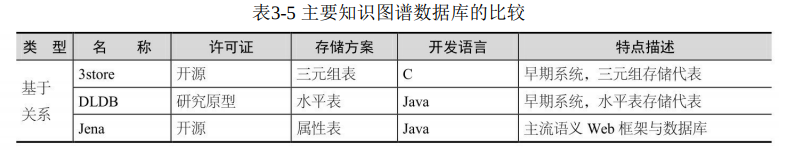 表3-5 主要知识图谱数据库的比较
类 型 名 称 许可证 存储方案 开发语言 特点描述
基于关系 3store 开源 三元组表 C 早期系统，三元组存储代表
DLDB 研究原型 水平表 Java 早期系统，水平表存储代表
Jena 开源 属性表 Java 主流语义 Web 框架与数据库